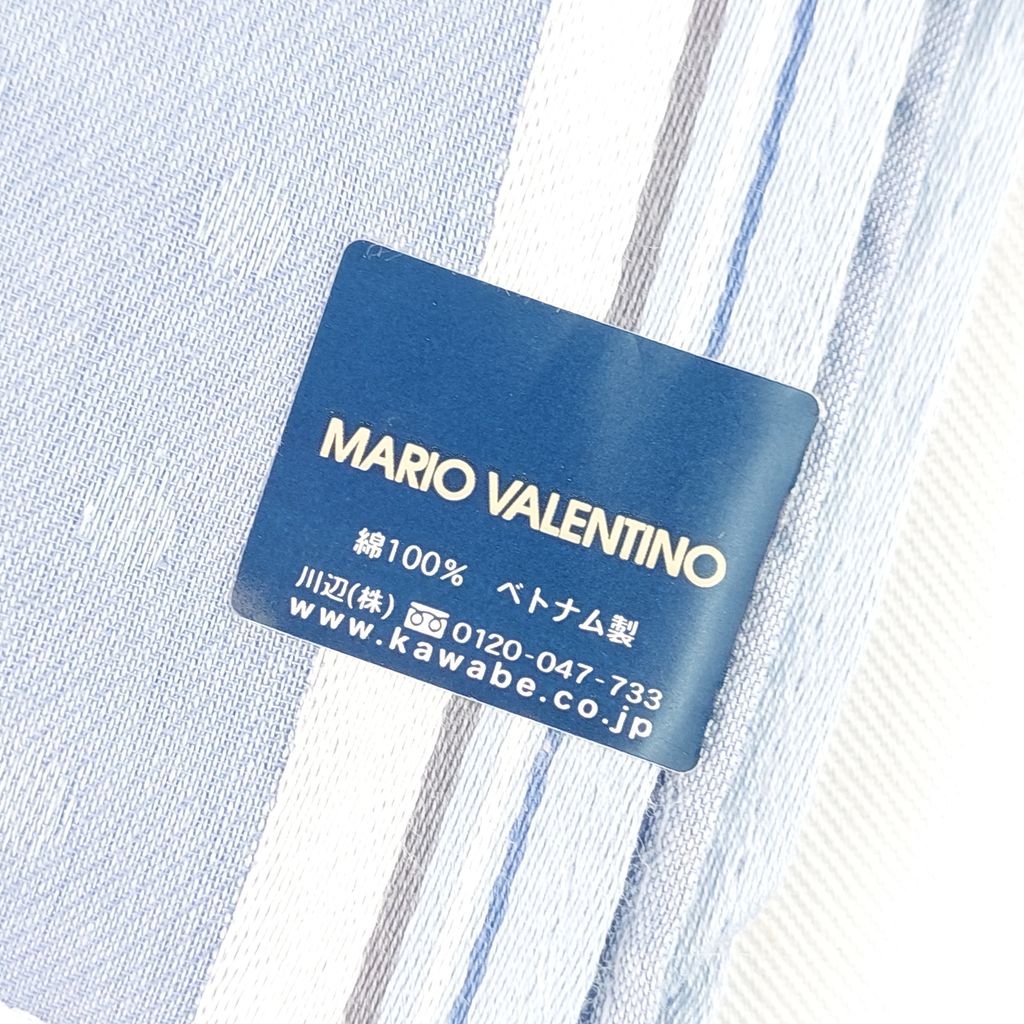 MARIO VALENTINO
綿100% ベトナム製
川辺(株) 0120-047-733
www.kawabe.co.jp